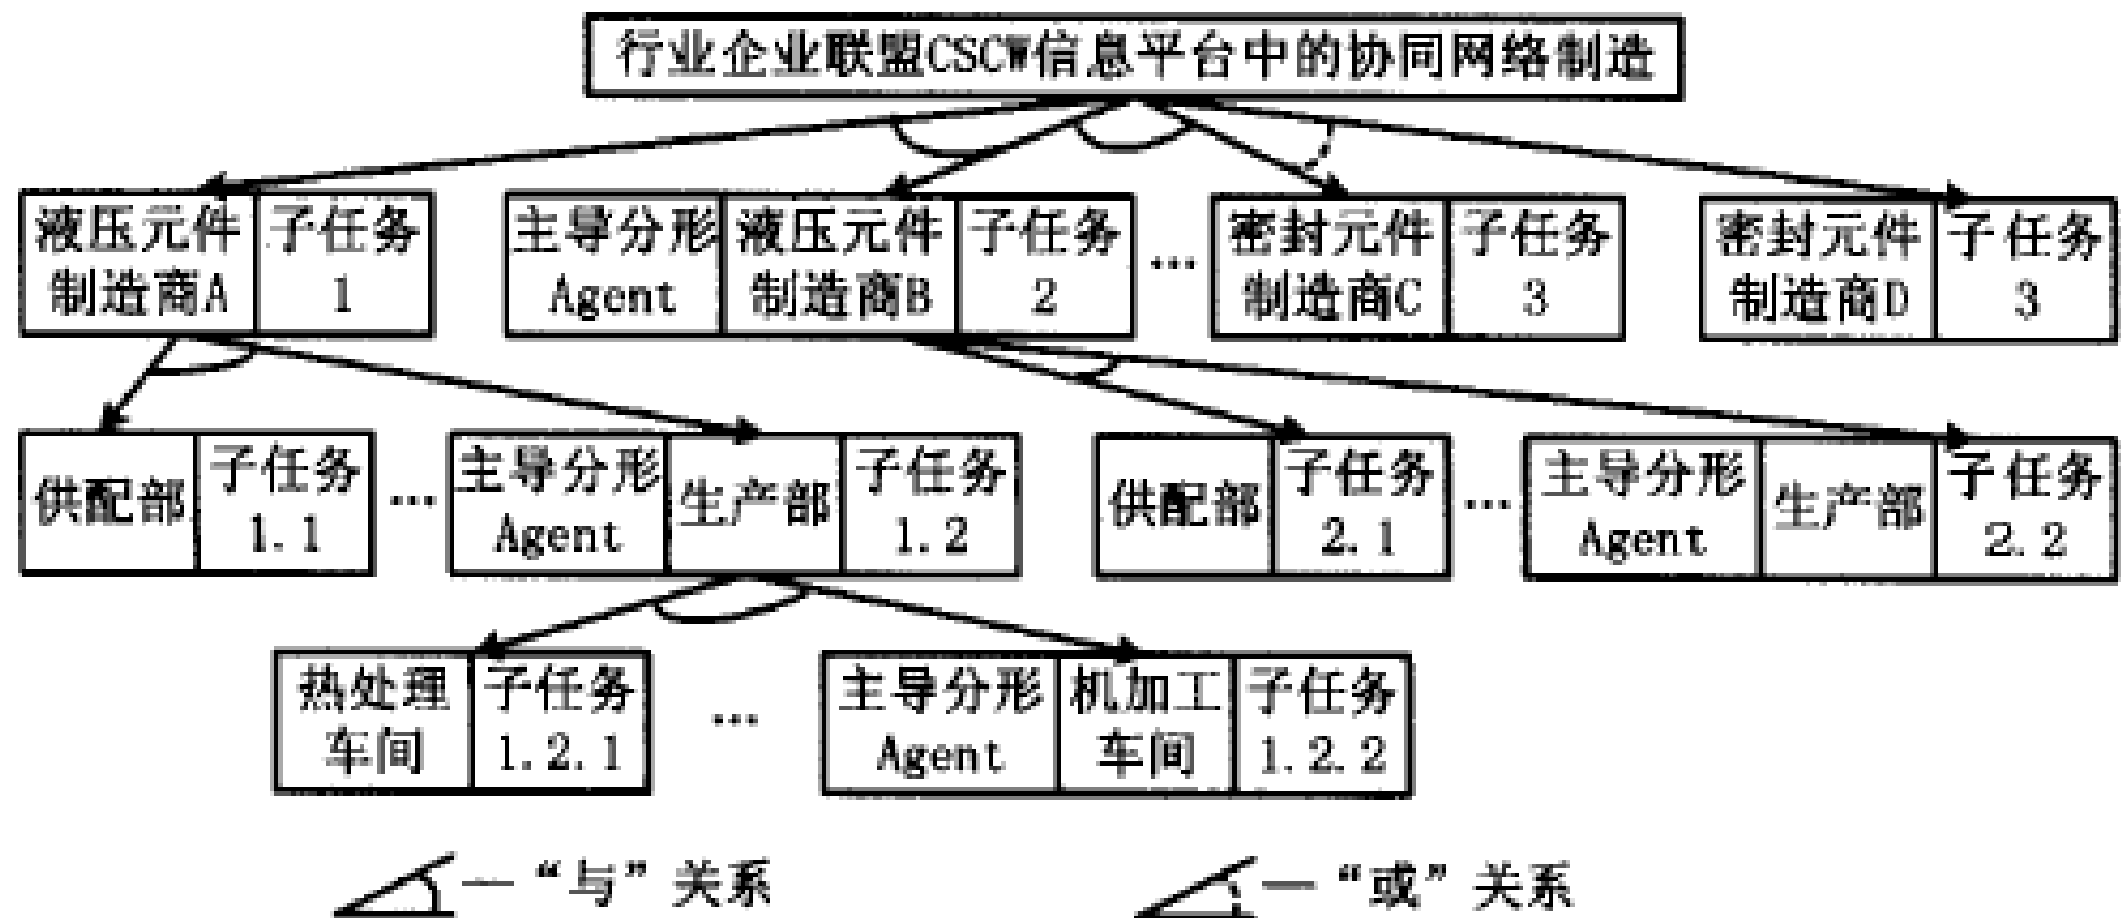 行业企业联盟CSCW信息平台中的协同网络制造
液压元件
制造商A
子任务
1
主导分形
Agent
液压元件
制造商B
子任务
2
...
密封元件
制造商C
子任务
3
密封元件
制造商D
子任务
3
供配部
子任务
1.1
...
主导分形
Agent
生产部
子任务
1.2
供配部
子任务
2.1
...
主导分形
Agent
生产部
子任务
2.2
热处理
车间
子任务
1.2.1
...
主导分形
Agent
机加工
车间
子任务
1.2.2
—“与”关系
—“或”关系